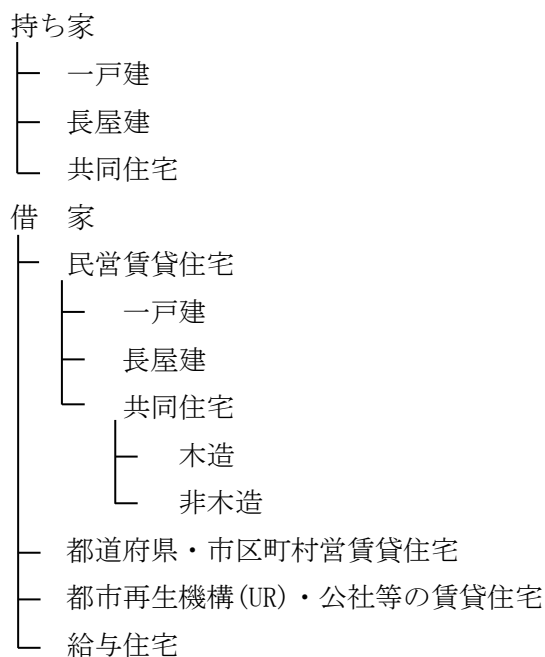 持ち家
一戸建
長屋建
共同住宅
借　家
民営賃貸住宅
一戸建
長屋建
共同住宅
木造
非木造
都道府県・市区町村営賃貸住宅
都市再生機構(UR)・公社等の賃貸住宅
給与住宅